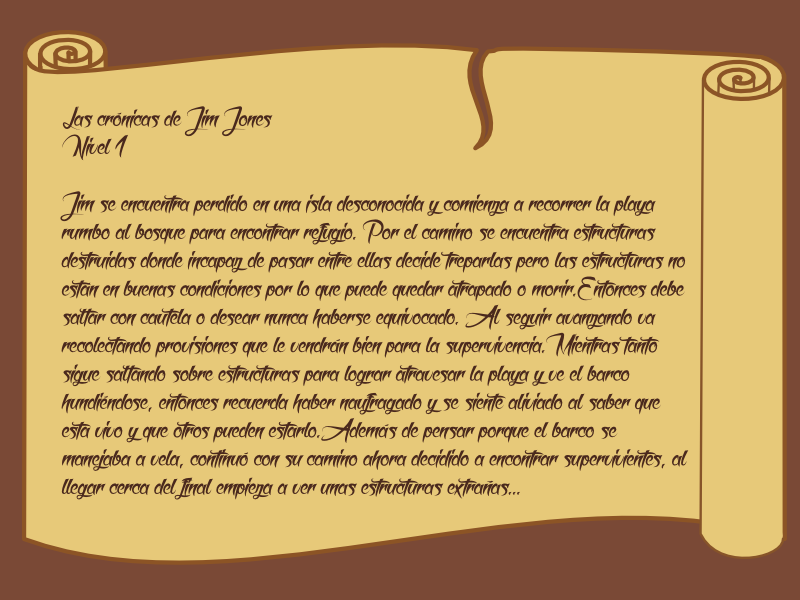 Las crónicas de Jim Jones
Nivel 1
Jim se encuentra perdido en una isla desconocida y comienza a recorrer la playa
rumbo al bosque para encontrar refugio. Por el camino se encuentra estructuras
destruidas donde incapaz de pasar entre ellas decide treparlas pero las estructuras no
están en buenas condiciones por lo que puede quedar atrapado o morir.Entonces debe
saltar con cautela o desear nunca haberse equivocado. Al seguir avanzando va
recolectando provisiones que le vendrán bien para la supervivencia.Mientras tanto
sigue saltando sobre estructuras para lograr atravesar la playa y ve el barco
hundiéndose, entonces recuerda haber naufragado y se siente aliviado al saber que
está vivo y que otros pueden estarlo.Además de pensar porque el barco se
manejaba a vela, continuó con su camino ahora decidido a encontrar supervivientes, al
llegar cerca del final empieza a ver unas estructuras extrañas...